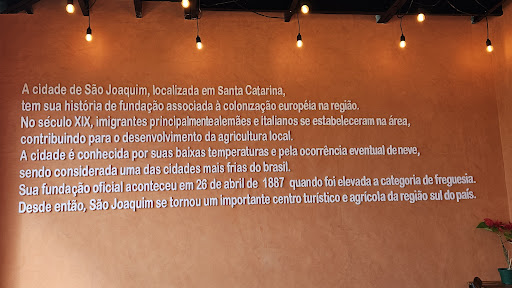 A cidade de São Joaquim, localizada em Santa Catarina,
tem sua história de fundação associada à colonização européia na região.
No século XIX, imigrantes principalmentealemães e italianos se estabeleceram na área,
contribuindo para o desenvolvimento da agricultura local.
A cidade é conhecida por suas baixas temperaturas e pela ocorrência eventual de neve,
sendo considerada uma das cidades mais frias do brasil.
Sua fundação oficial aconteceu em 26 de abril de 1887 quando foi elevada a categoria de freguesia.
Desde então, São Joaquim se tornou um importante centro turístico e agrícola da região sul do país.